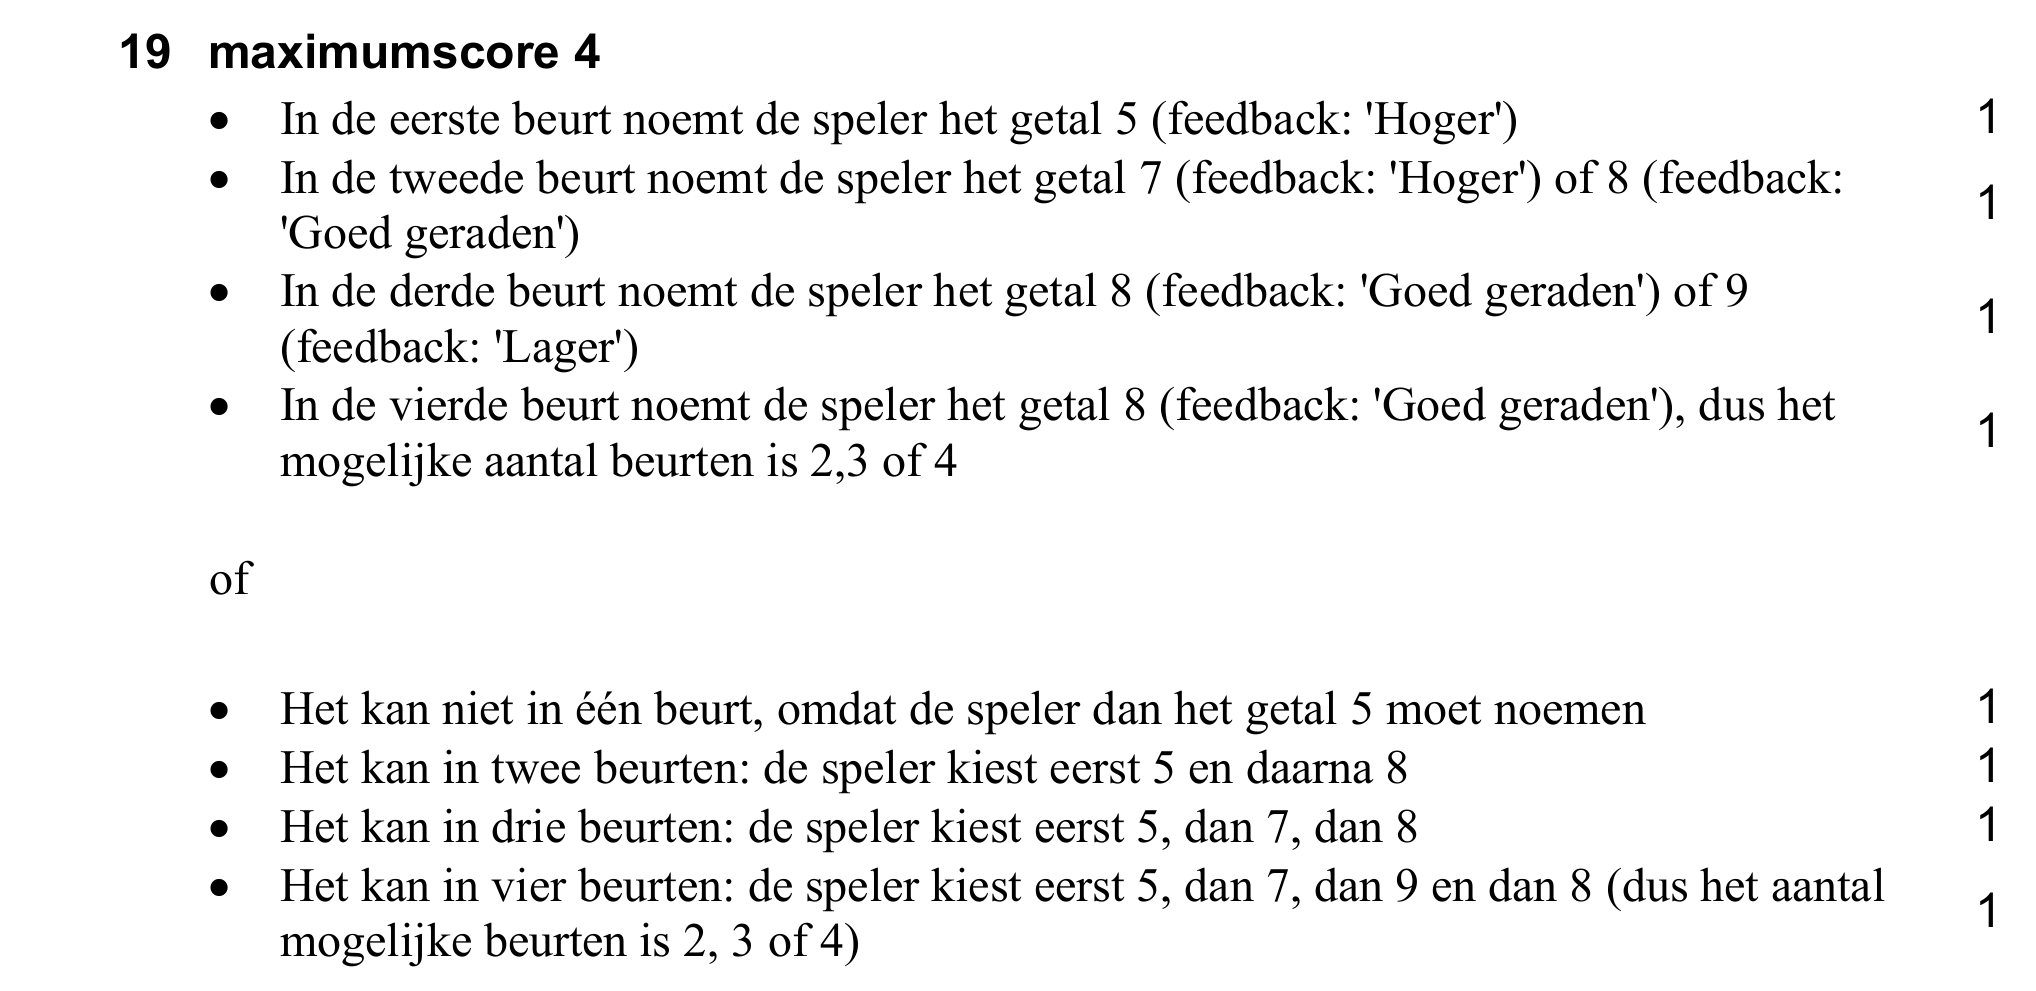 19 maximumscore 4
• In de eerste beurt noemt de speler het getal 5 (feedback: 'Hoger') 1
• In de tweede beurt noemt de speler het getal 7 (feedback: 'Hoger') of 8 (feedback:
'Goed geraden') 1
• In de derde beurt noemt de speler het getal 8 (feedback: 'Goed geraden') of 9
(feedback: 'Lager') 1
• In de vierde beurt noemt de speler het getal 8 (feedback: 'Goed geraden'), dus het
mogelijke aantal beurten is 2,3 of 4 1
of
• Het kan niet in één beurt, omdat de speler dan het getal 5 moet noemen 1
• Het kan in twee beurten: de speler kiest eerst 5 en daarna 8 1
• Het kan in drie beurten: de speler kiest eerst 5, dan 7, dan 8 1
• Het kan in vier beurten: de speler kiest eerst 5, dan 7, dan 9 en dan 8 (dus het aantal
mogelijke beurten is 2, 3 of 4) 1